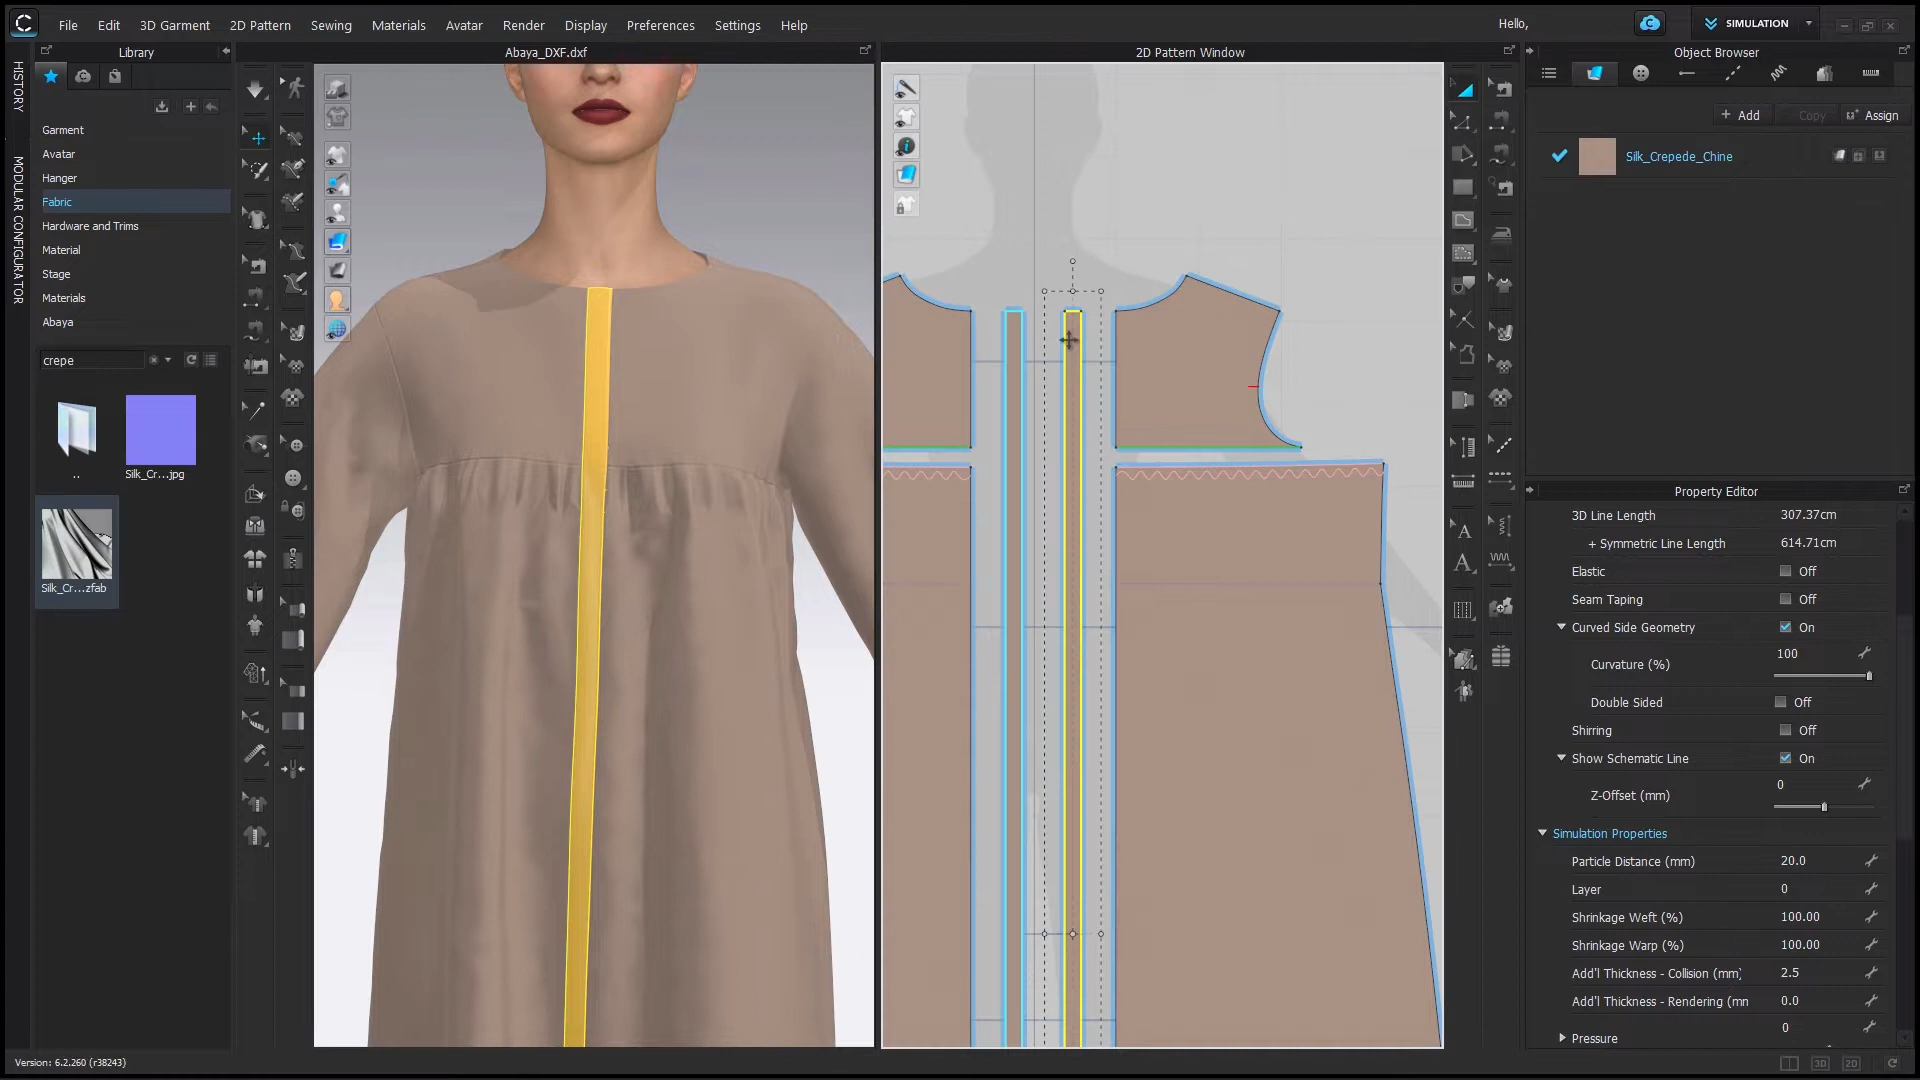 File Edit 3D Garment 2D Pattern Sewing Materials Avatar Render Display Preferences Settings Help
Hello,
SIMULATION
HISTORY
MODULAR CONFIGURATOR
Library
Abaya_DXF.dxf
2D Pattern Window
Object Browser
Garment
Avatar
Hanger
Fabric
Hardware and Trims
Material
Stage
Materials
Abaya
crepe
..
Silk_Cr...jpg
Silk_Cr...zfab
+ Add
Copy
Assign
Silk_Crepede_Chine
Property Editor
3D Line Length 307.37cm
+ Symmetric Line Length 614.71cm
Elastic Off
Seam Taping Off
Curved Side Geometry On
Curvature (%) 100
Double Sided Off
Shirring Off
Show Schematic Line On
Z-Offset (mm) 0
Simulation Properties
Particle Distance (mm) 20.0
Layer 0
Shrinkage Weft (%) 100.00
Shrinkage Warp (%) 100.00
Add'l Thickness - Collision (mm) 2.5
Add'l Thickness - Rendering (mm 0.0
Pressure 0
Version: 6.2.260 (r38243)
3D
2D